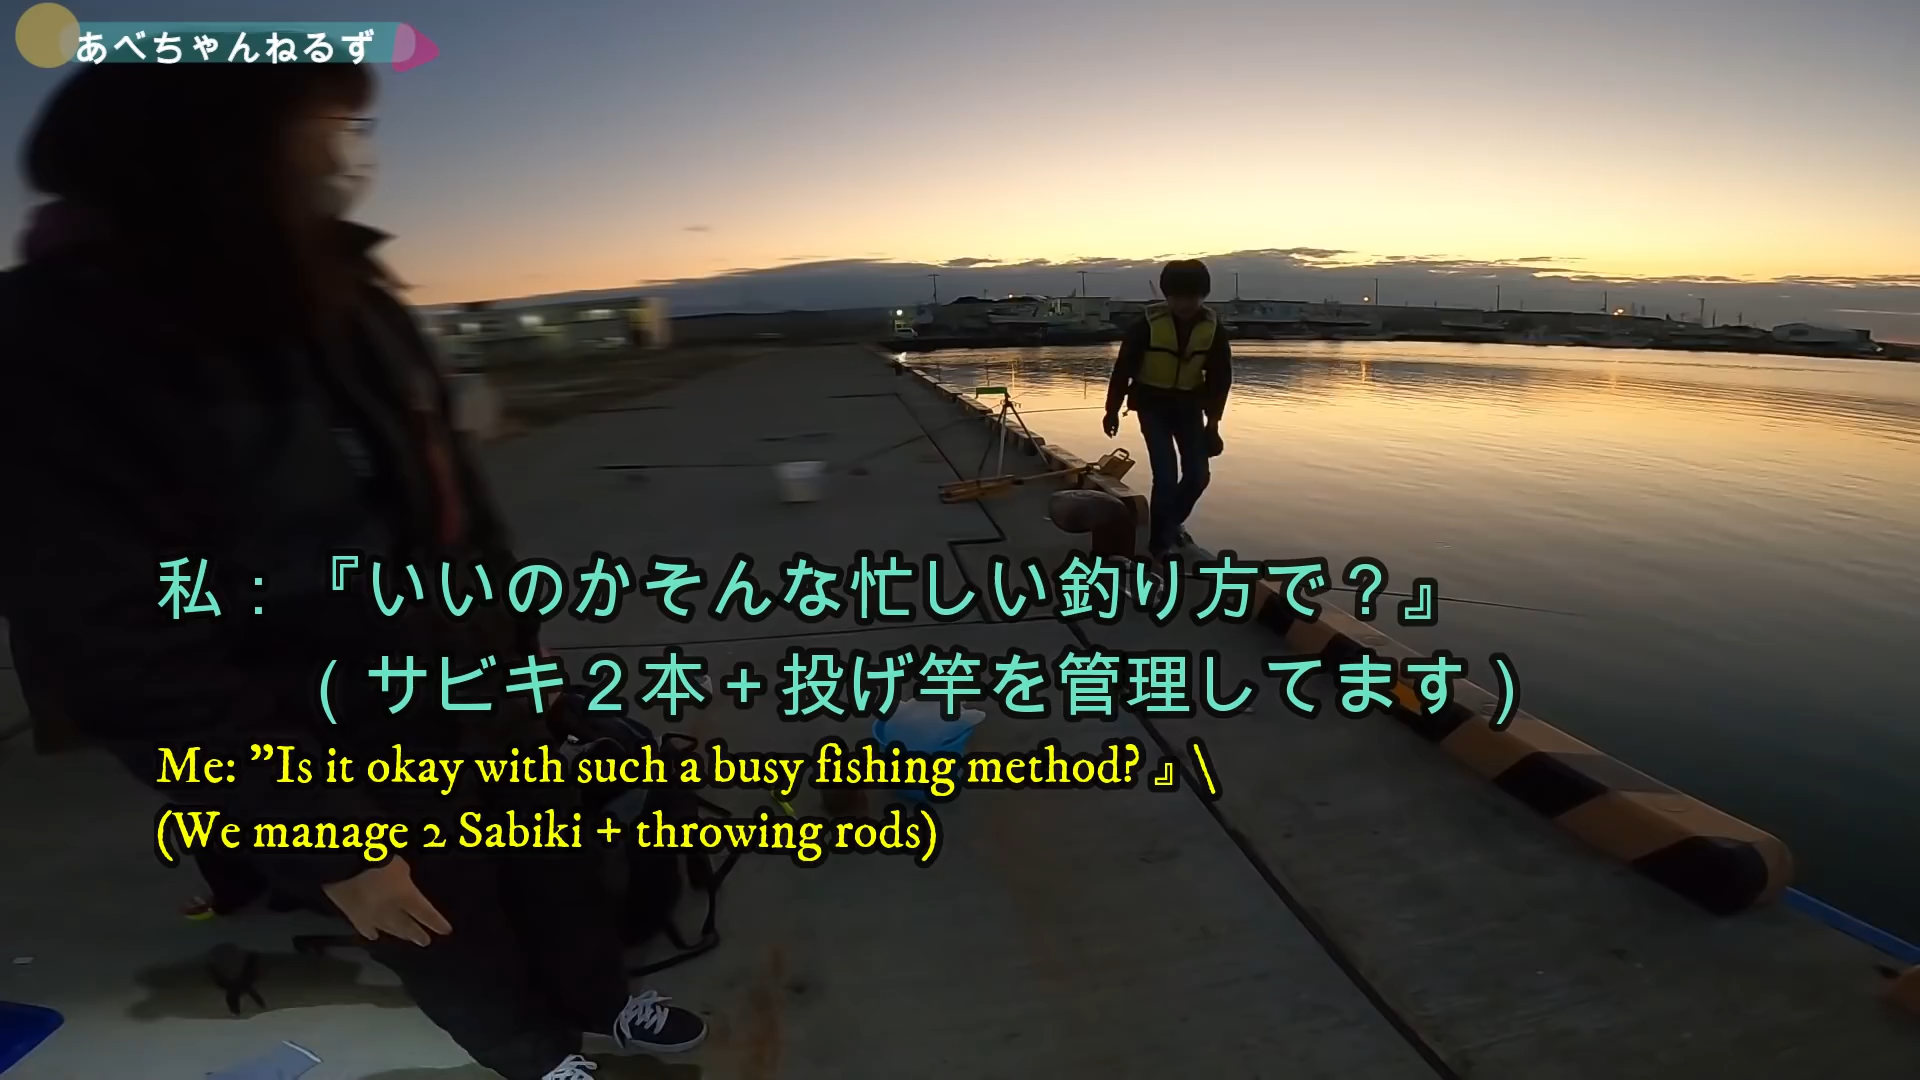 あべちゃんねるず
私：『いいのかそんな忙しい釣り方で？』
（サビキ２本＋投げ竿を管理してます）
Me: ”Is it okay with such a busy fishing method? 』\
(We manage 2 Sabiki + throwing rods)